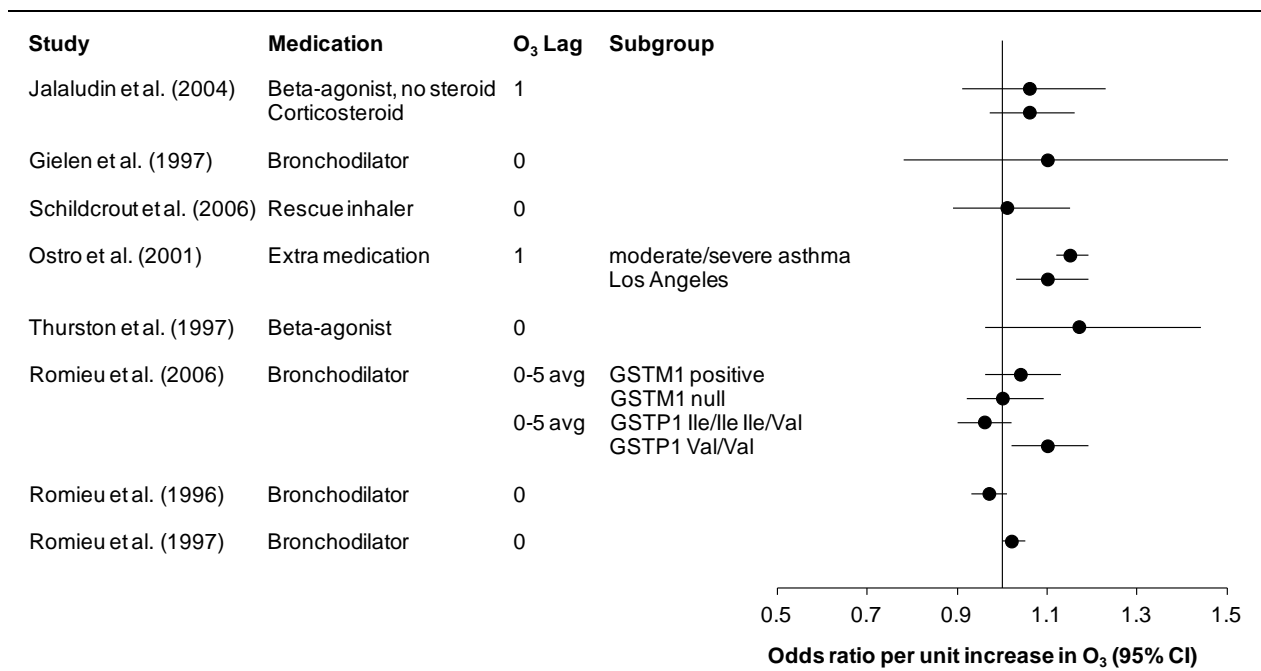 Study Medication O₃ Lag Subgroup
Jalaludin et al. (2004) Beta-agonist, no steroid 1
Corticosteroid
Gielen et al. (1997) Bronchodilator 0
Schildcrout et al. (2006) Rescue inhaler 0
Ostro et al. (2001) Extra medication 1 moderate/severe asthma
Los Angeles
Thurston et al. (1997) Beta-agonist 0
Romieu et al. (2006) Bronchodilator 0-5 avg GSTM1 positive
GSTM1 null
0-5 avg GSTP1 Ile/Ile Ile/Val
GSTP1 Val/Val
Romieu et al. (1996) Bronchodilator 0
Romieu et al. (1997) Bronchodilator 0
0.5 0.7 0.9 1.1 1.3 1.5
Odds ratio per unit increase in O₃ (95% CI)